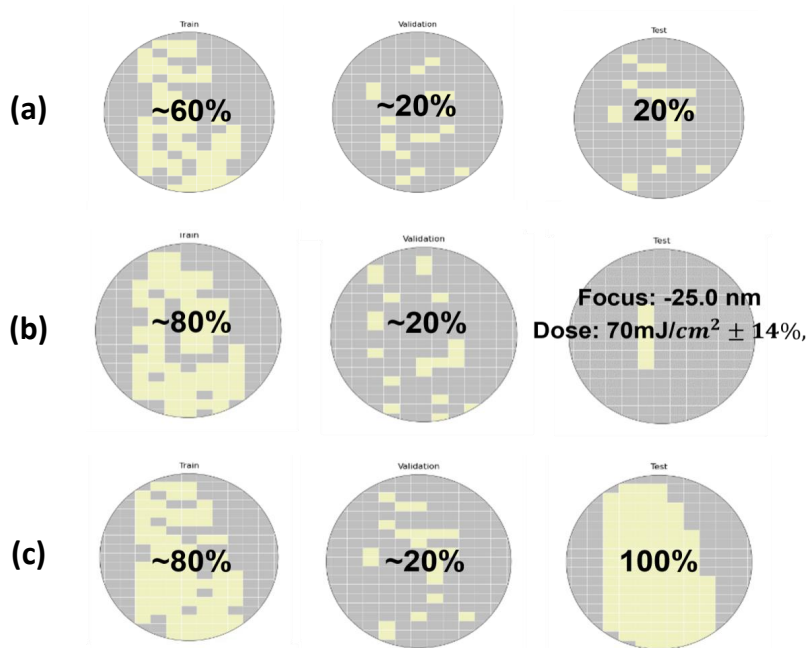 Train Validation Test
(a) ~60% ~20% 20%
Train Validation Test
Focus: -25.0 nm
(b) ~80% ~20% Dose: 70mJ/cm² ± 14%,
Train Validation Test
(c) ~80% ~20% 100%